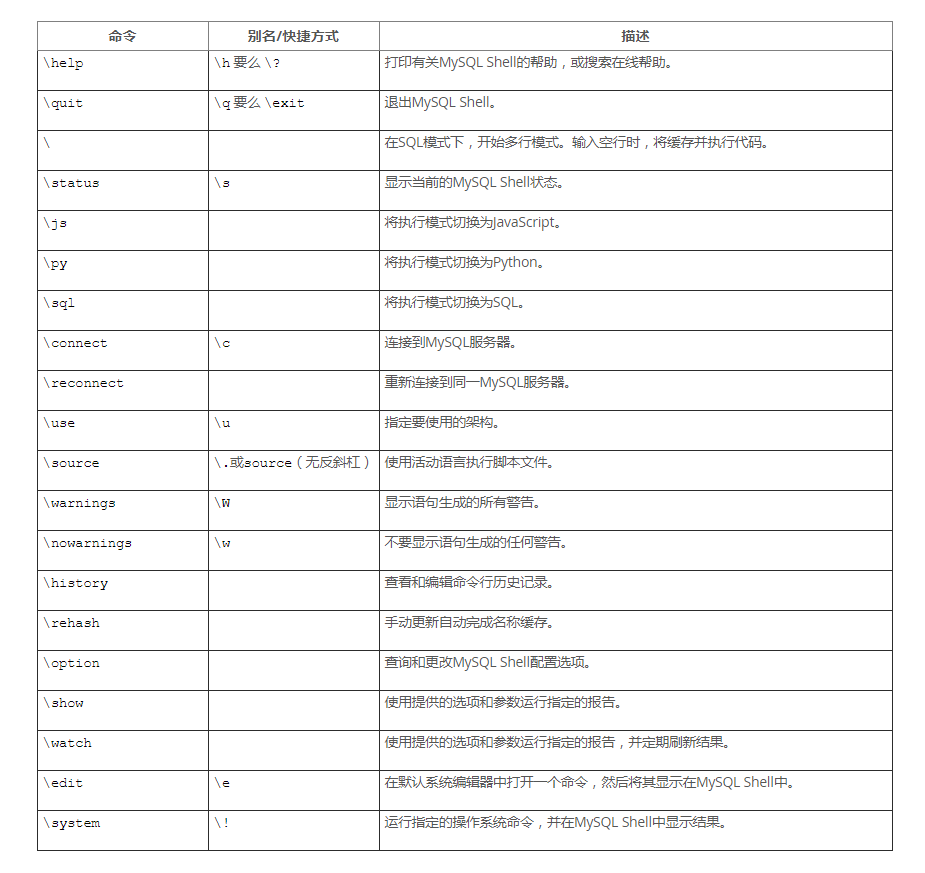 命令 别名/快捷方式 描述
\help \h 要么 \? 打印有关MySQL Shell的帮助，或搜索在线帮助。
\quit \q 要么 \exit 退出MySQL Shell。
\ 在SQL模式下，开始多行模式。输入空行时，将缓存并执行代码。
\status \s 显示当前的MySQL Shell状态。
\js 将执行模式切换为JavaScript。
\py 将执行模式切换为Python。
\sql 将执行模式切换为SQL。
\connect \c 连接到MySQL服务器。
\reconnect 重新连接到同一MySQL服务器。
\use \u 指定要使用的架构。
\source \.或source（无反斜杠） 使用活动语言执行脚本文件。
\warnings \W 显示语句生成的所有警告。
\nowarnings \w 不要显示语句生成的任何警告。
\history 查看和编辑命令行历史记录。
\rehash 手动更新自动完成名称缓存。
\option 查询和更改MySQL Shell配置选项。
\show 使用提供的选项和参数运行指定的报告。
\watch 使用提供的选项和参数运行指定的报告，并定期刷新结果。
\edit \e 在默认系统编辑器中打开一个命令，然后将其显示在MySQL Shell中。
\system \! 运行指定的操作系统命令，并在MySQL Shell中显示结果。